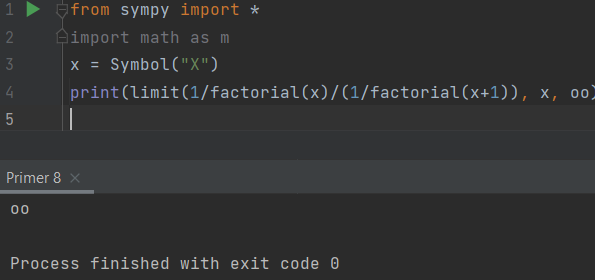 1 from sympy import *
2 import math as m
3 x = Symbol("X")
4 print(limit(1/factorial(x)/(1/factorial(x+1)), x, oo)
5
Primer 8
oo
Process finished with exit code 0